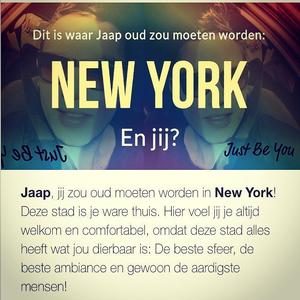 Dit is waar Jaap oud zou moeten worden:
NEW YORK
En jij?
Just Be You
Jaap, jij zou oud moeten worden in New York!
Deze stad is je ware thuis. Hier voel jij je altijd
welkom en comfortabel, omdat deze stad alles
heeft wat jou dierbaar is: De beste sfeer, de
beste ambiance en gewoon de aardigste
mensen!